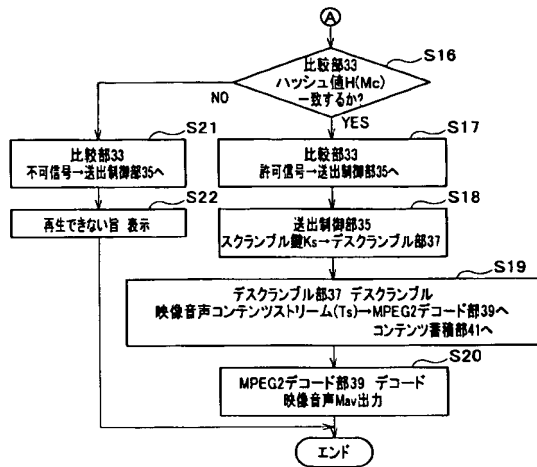 A
S16
比較部33
ハッシュ値H(Mc)
一致するか?
NO
YES
S21
比較部33
不可信号→送出制御部35へ
S22
再生できない旨 表示
S17
比較部33
許可信号→送出制御部35へ
S18
送出制御部35
スクランブル鍵Ks→デスクランブル部37
S19
デスクランブル部37 デスクランブル
映像音声コンテンツストリーム(Ts)→MPEG2デコード部39へ
コンテンツ蓄積部41へ
S20
MPEG2デコード部39 デコード
映像音声Mav出力
エンド